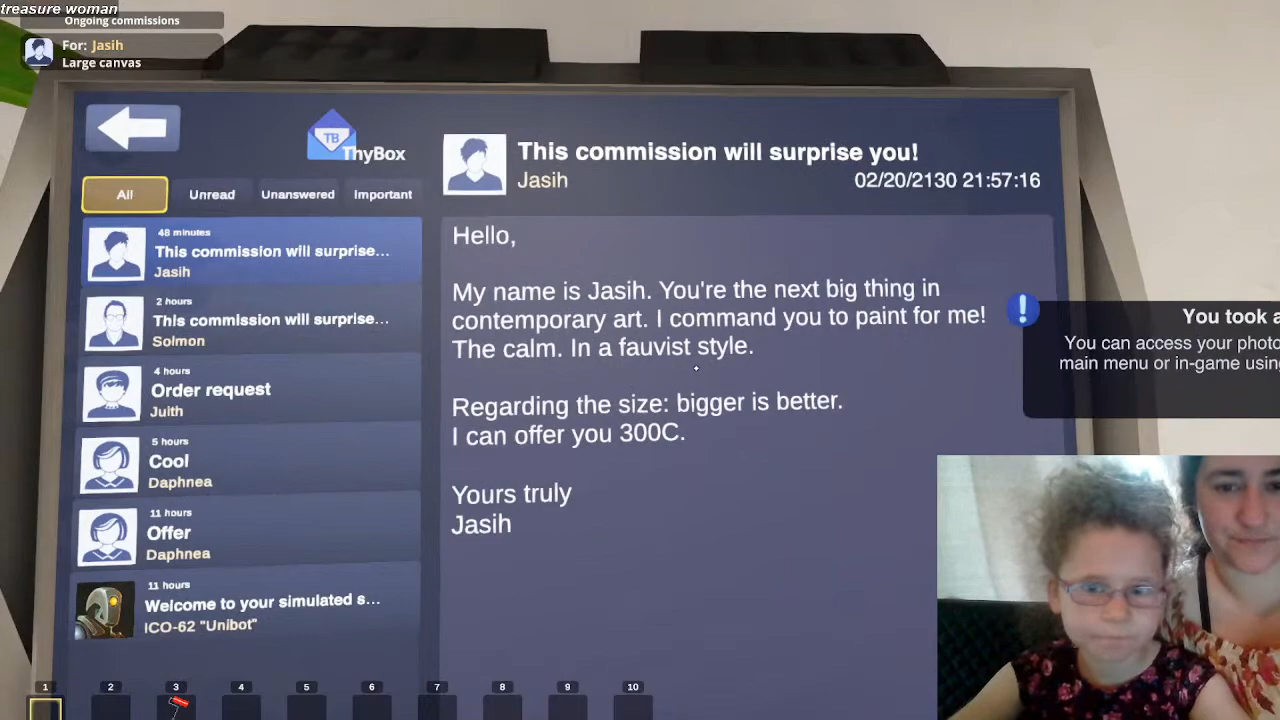 treasure woman
Ongoing commissions
For: Jasih
Large canvas
TB
ThyBox
All
Unread
Unanswered
Important
48 minutes
This commission will surprise...
Jasih
2 hours
This commission will surprise...
Solmon
4 hours
Order request
Juith
5 hours
Cool
Daphnea
11 hours
Offer
Daphnea
11 hours
Welcome to your simulated s...
ICO-62 "Unibot"
This commission will surprise you!
Jasih
02/20/2130 21:57:16
Hello,
My name is Jasih. You're the next big thing in
contemporary art. I command you to paint for me!
The calm. In a fauvist style.
Regarding the size: bigger is better.
I can offer you 300C.
Yours truly
Jasih
!
You took a
You can access your photo
main menu or in-game using
1 2 3 4 5 6 7 8 9 10